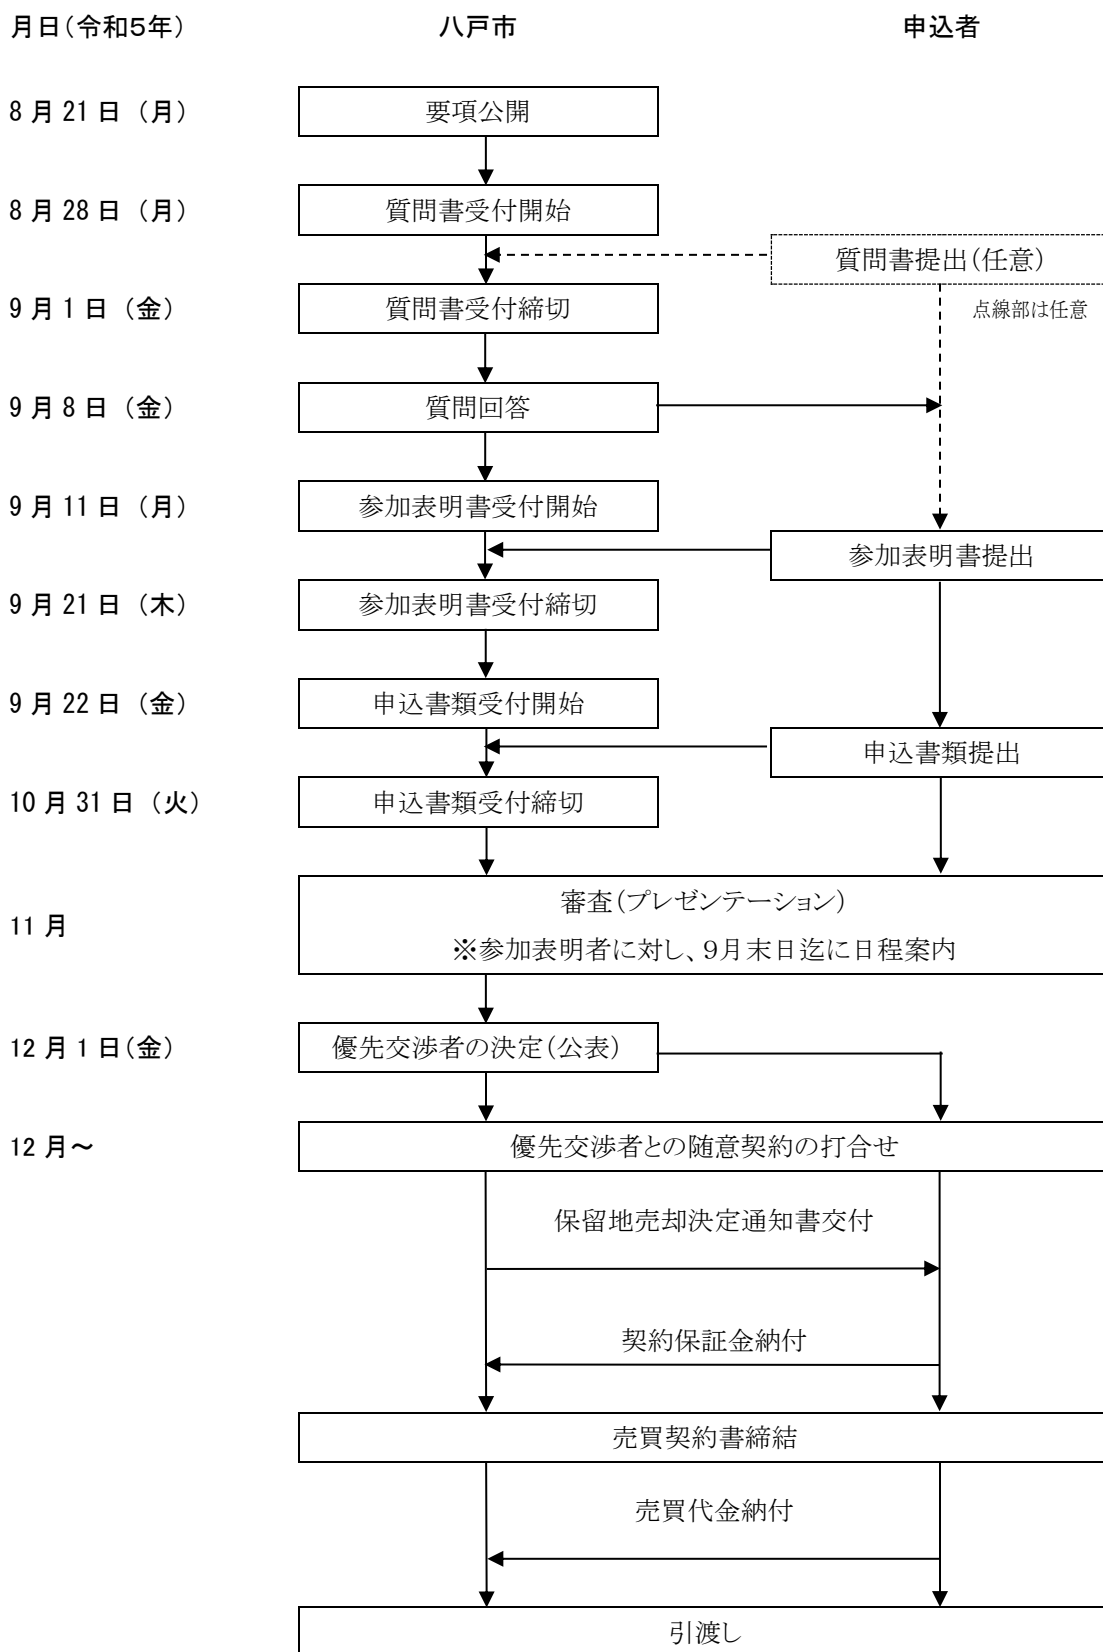 月日（令和5年） 八戸市 申込者
8月21日（月） 要項公開
8月28日（月） 質問書受付開始
質問書提出（任意）
9月1日（金） 質問書受付締切 点線部は任意
9月8日（金） 質問回答
9月11日（月） 参加表明書受付開始
参加表明書提出
9月21日（木） 参加表明書受付締切
9月22日（金） 申込書類受付開始
申込書類提出
10月31日（火） 申込書類受付締切
審査（プレゼンテーション）
11月
※参加表明者に対し、9月末日迄に日程案内
12月1日（金） 優先交渉者の決定（公表）
12月～ 優先交渉者との随意契約の打合せ
保留地売却決定通知書交付
契約保証金納付
売買契約書締結
売買代金納付
引渡し